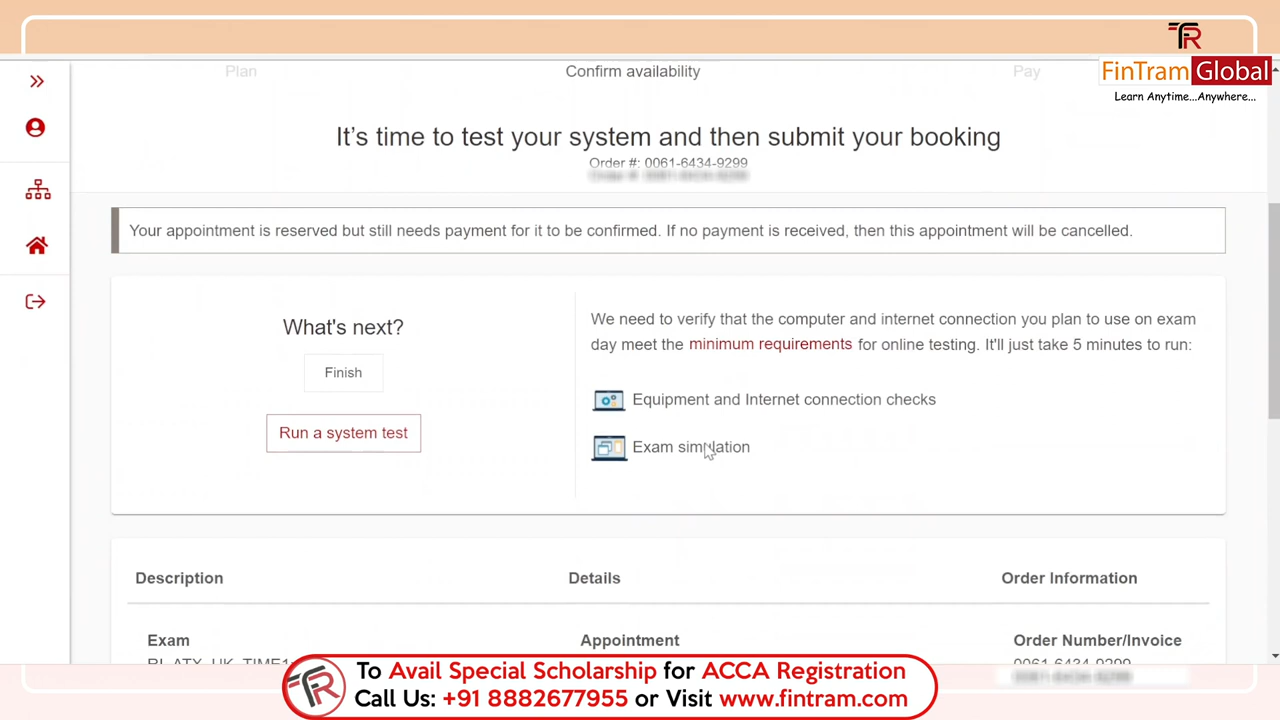 FinTram Global
Learn Anytime...Anywhere...
Plan
Confirm availability
Pay
It's time to test your system and then submit your booking
Order #: 0061-6434-9299
Your appointment is reserved but still needs payment for it to be confirmed. If no payment is received, then this appointment will be cancelled.
What's next?
Finish
Run a system test
We need to verify that the computer and internet connection you plan to use on exam
day meet the minimum requirements for online testing. It'll just take 5 minutes to run:
Equipment and Internet connection checks
Exam simulation
Description
Details
Order Information
Exam
Appointment
Order Number/Invoice
0061-6434-9299
To Avail Special Scholarship for ACCA Registration
Call Us: +91 8882677955 or Visit www.fintram.com